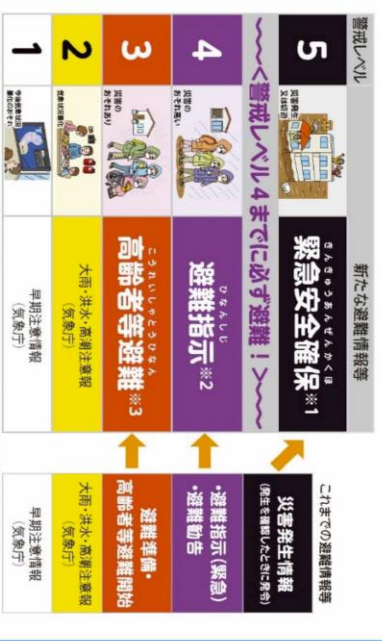 警戒レベル
新たな避難情報等
これまでの避難情報等
5
災害発生
又は切迫
きんきゅうあんぜんかくほ
緊急安全確保※1
災害発生情報
(発生を確認したときに発令)
～～<警戒レベル4までに必ず避難！>～～
4
災害の
おそれ高い
ひなんしじ
避難指示※2
・避難指示(緊急)
・避難勧告
3
災害の
おそれあり
こうれいしゃとうひなん
高齢者等避難※3
避難準備・
高齢者等避難開始
2
気象状況悪化
大雨・洪水・高潮注意報
(気象庁)
大雨・洪水・高潮注意報
(気象庁)
1
今後気象状況
悪化のおそれ
早期注意情報
(気象庁)
早期注意情報
(気象庁)